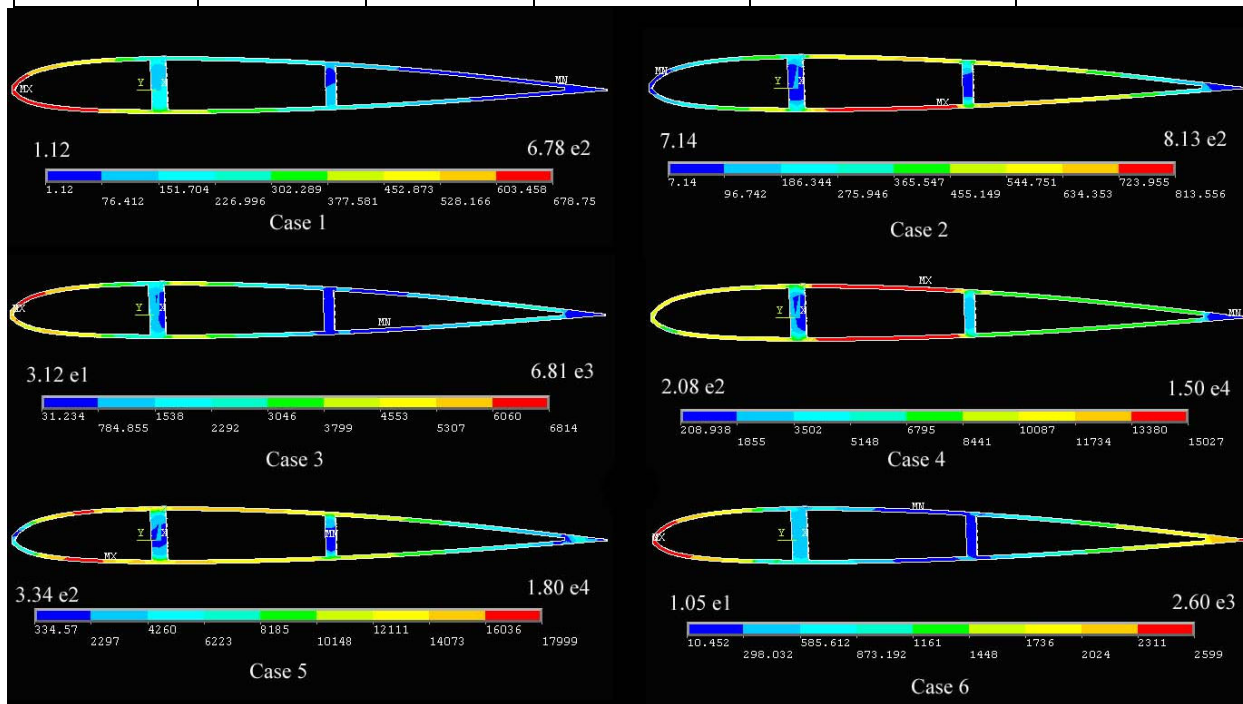 MX
Y
X
MN
1.12
6.78 e2
1.12 151.704 302.289 452.873 603.458
76.412 226.996 377.581 528.166 678.75
Case 1
MN
Y
X
MX
7.14
8.13 e2
7.14 186.344 365.547 544.751 723.955
96.742 275.946 455.149 634.353 813.556
Case 2
MX
Y
X
MN
3.12 e1
6.81 e3
31.234 1538 3046 4553 6060
784.855 2292 3799 5307 6814
Case 3
MX
Y
X
MN
2.08 e2
1.50 e4
208.938 3502 6795 10087 13380
1855 5148 8441 11734 15027
Case 4
Y
X
MN
MX
3.34 e2
1.80 e4
334.57 4260 8185 12111 16036
2297 6223 10148 14073 17999
Case 5
MN
MX
Y
X
1.05 e1
2.60 e3
10.452 585.612 1161 1736 2311
298.032 873.192 1448 2024 2599
Case 6